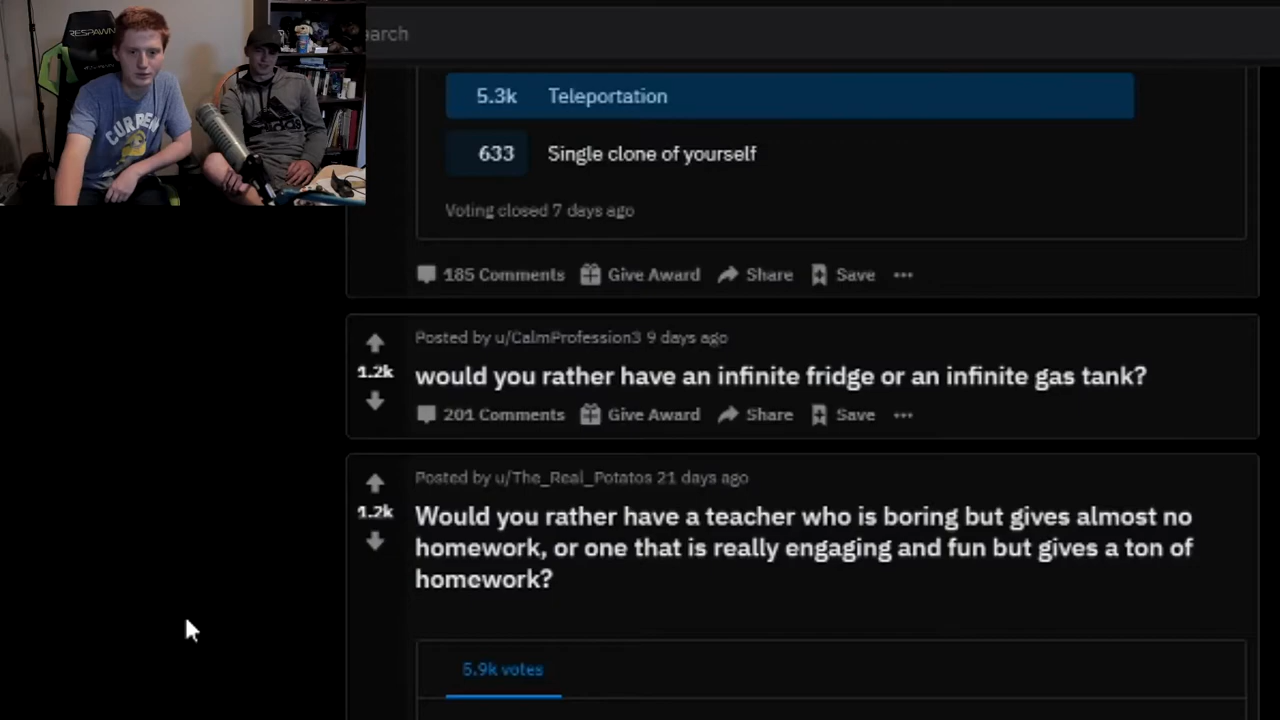 RESPAWN
CURREN
adidas
earch
5.3k Teleportation
633 Single clone of yourself
Voting closed 7 days ago
185 Comments Give Award Share Save ...
Posted by u/CalmProfession3 9 days ago
1.2k
would you rather have an infinite fridge or an infinite gas tank?
201 Comments Give Award Share Save ...
Posted by u/The_Real_Potatos 21 days ago
1.2k
Would you rather have a teacher who is boring but gives almost no
homework, or one that is really engaging and fun but gives a ton of
homework?
5.9k votes